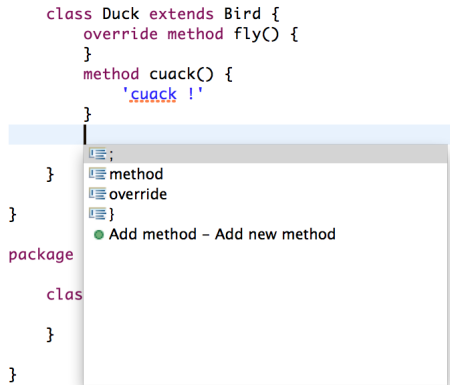 class Duck extends Bird {
override method fly() {
}
method cuack() {
'cuack !'
}
;
}
method
override
}
}
Add method – Add new method
package
clas
}
}